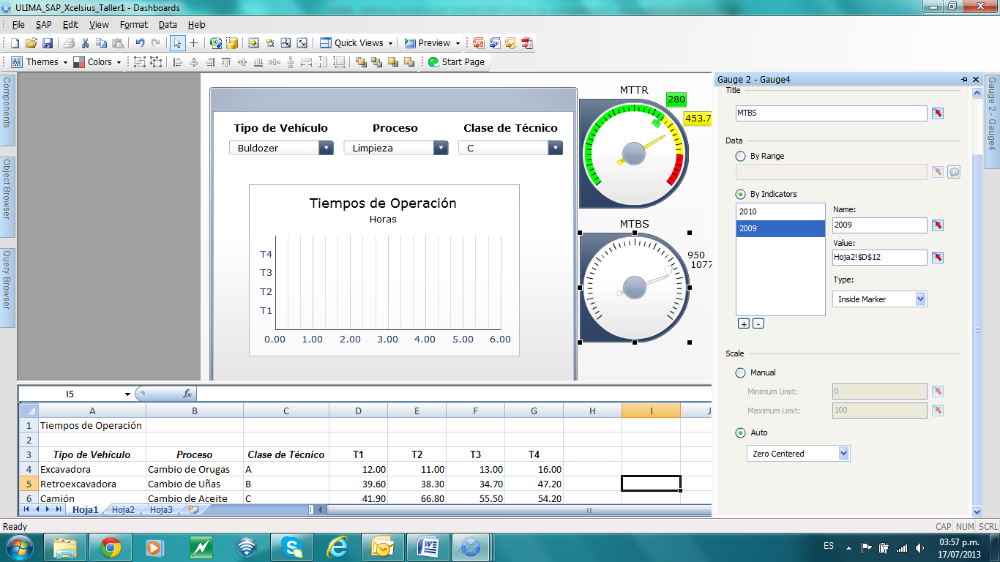 ULIMA_SAP_Xcelsius_Taller1 - Dashboards
File SAP Edit View Format Data Help
Quick Views Preview
Themes Colors Start Page
Components
Object Browser
Query Browser
Tipo de Vehículo Proceso Clase de Técnico
Buldozer Limpieza C
Tiempos de Operación
Horas
T4
T3
T2
T1
0.00 1.00 2.00 3.00 4.00 5.00 6.00
MTTR
280
453.7
MTBS
950
1077
Gauge 2 - Gauge4
Title
MTBS
Data
By Range
By Indicators
2010
2009
Name:
2009
Value:
Hoja2!$D$12
Type:
Inside Marker
+ -
Scale
Manual
Minimum Limit: 0
Maximum Limit: 100
Auto
Zero Centered
Gauge 2 - Gauge4
I5 fx
A B C D E F G H I J
1 Tiempos de Operación
2
3 Tipo de Vehículo Proceso Clase de Técnico T1 T2 T3 T4
4 Excavadora Cambio de Orugas A 12.00 11.00 13.00 16.00
5 Retroexcavadora Cambio de Uñas B 39.60 38.30 34.70 47.20
6 Camión Cambio de Aceite C 41.90 66.80 55.50 54.20
Hoja1 Hoja2 Hoja3
Ready CAP NUM SCRL
ES 03:57 p.m.
17/07/2013